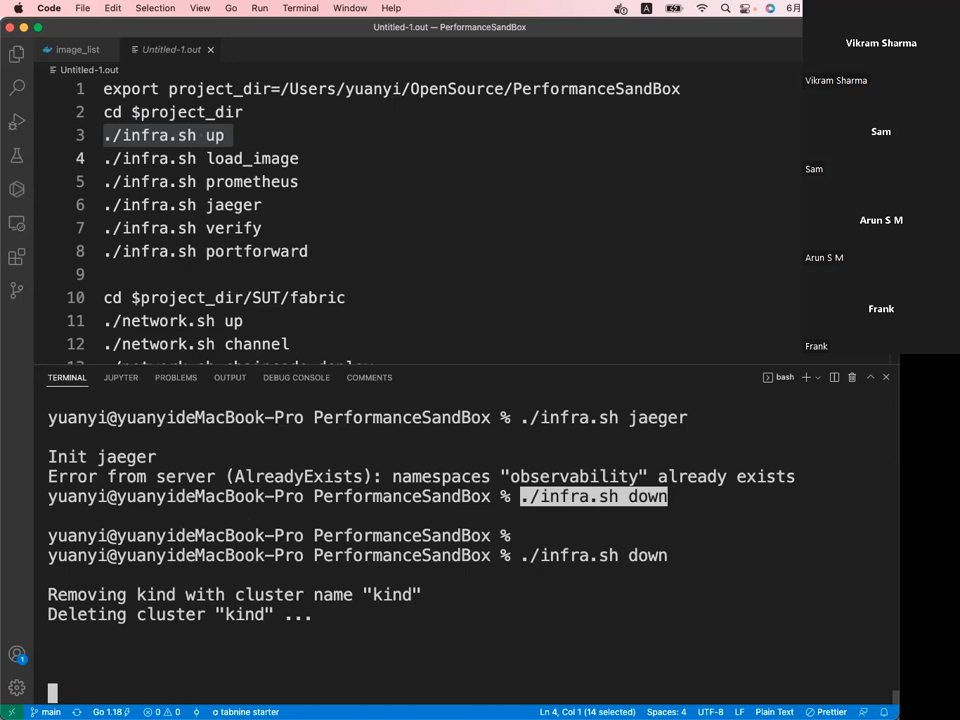 Code File Edit Selection View Go Run Terminal Window Help A 6月
Untitled-1.out — PerformanceSandBox
image_list Untitled-1.out ×
Untitled-1.out
1 export project_dir=/Users/yuanyi/OpenSource/PerformanceSandBox
2 cd $project_dir
3 ./infra.sh up
4 ./infra.sh load_image
5 ./infra.sh prometheus
6 ./infra.sh jaeger
7 ./infra.sh verify
8 ./infra.sh portforward
9
10 cd $project_dir/SUT/fabric
11 ./network.sh up
12 ./network.sh channel
Vikram Sharma
Vikram Sharma
Sam
Sam
Arun S M
Arun S M
Frank
Frank
TERMINAL JUPYTER PROBLEMS OUTPUT DEBUG CONSOLE COMMENTS bash
yuanyi@yuanyideMacBook-Pro PerformanceSandBox % ./infra.sh jaeger
Init jaeger
Error from server (AlreadyExists): namespaces "observability" already exists
yuanyi@yuanyideMacBook-Pro PerformanceSandBox % ./infra.sh down
yuanyi@yuanyideMacBook-Pro PerformanceSandBox %
yuanyi@yuanyideMacBook-Pro PerformanceSandBox % ./infra.sh down
Removing kind with cluster name "kind"
Deleting cluster "kind" ...
1
main Go 1.18 0 0 tabnine starter Ln 4, Col 1 (14 selected) Spaces: 4 UTF-8 LF Plain Text Prettier